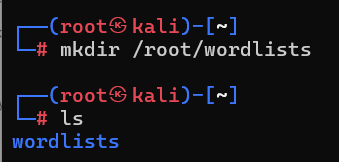 ┌──(root㉿kali)-[~]
└─# mkdir /root/wordlists
┌──(root㉿kali)-[~]
└─# ls
wordlists